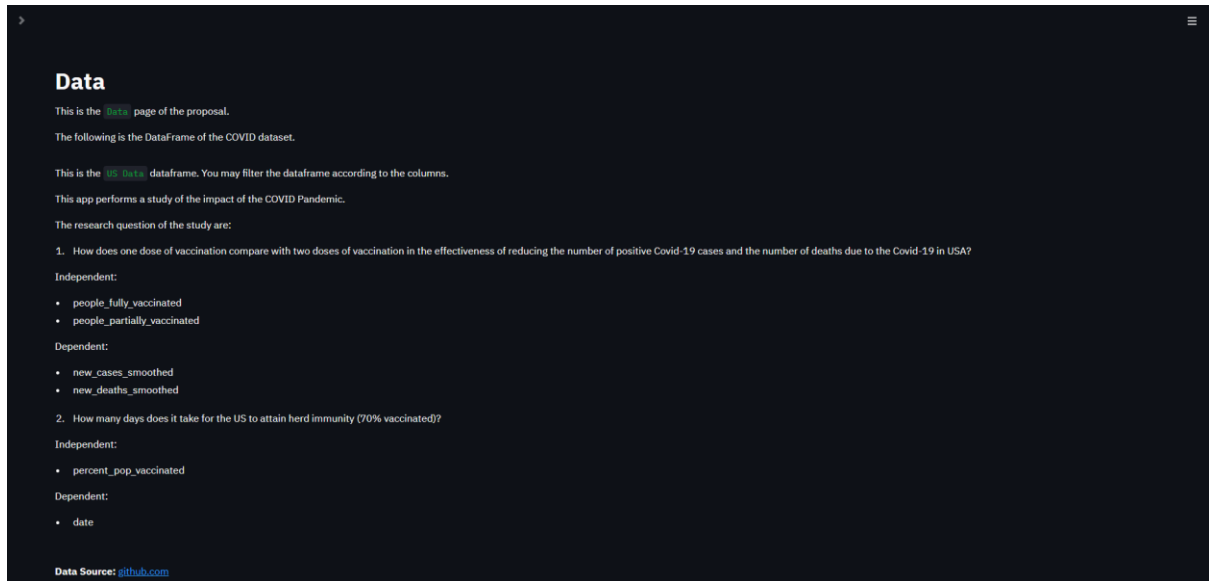 Data
This is the Data page of the proposal.
The following is the DataFrame of the COVID dataset.
This is the US Data dataframe. You may filter the dataframe according to the columns.
This app performs a study of the impact of the COVID Pandemic.
The research question of the study are:
1. How does one dose of vaccination compare with two doses of vaccination in the effectiveness of reducing the number of positive Covid-19 cases and the number of deaths due to the Covid-19 in USA?
Independent:
• people_fully_vaccinated
• people_partially_vaccinated
Dependent:
• new_cases_smoothed
• new_deaths_smoothed
2. How many days does it take for the US to attain herd immunity (70% vaccinated)?
Independent:
• percent_pop_vaccinated
Dependent:
• date
Data Source: github.com